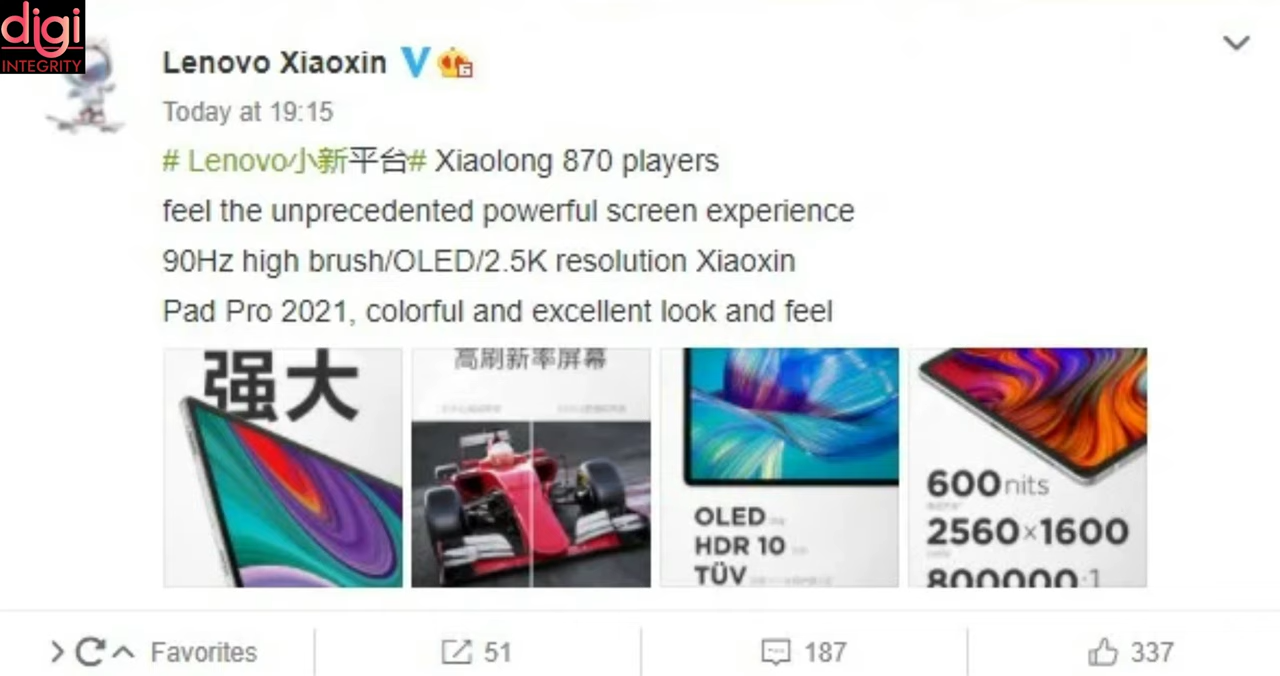 digi
INTEGRITY
Lenovo Xiaoxin
Today at 19:15
# Lenovo小新平台# Xiaolong 870 players
feel the unprecedented powerful screen experience
90Hz high brush/OLED/2.5K resolution Xiaoxin
Pad Pro 2021, colorful and excellent look and feel
强大
高刷新率屏幕
OLED
HDR 10
TÜV
600nits
2560×1600
800000:1
Favorites
51
187
337